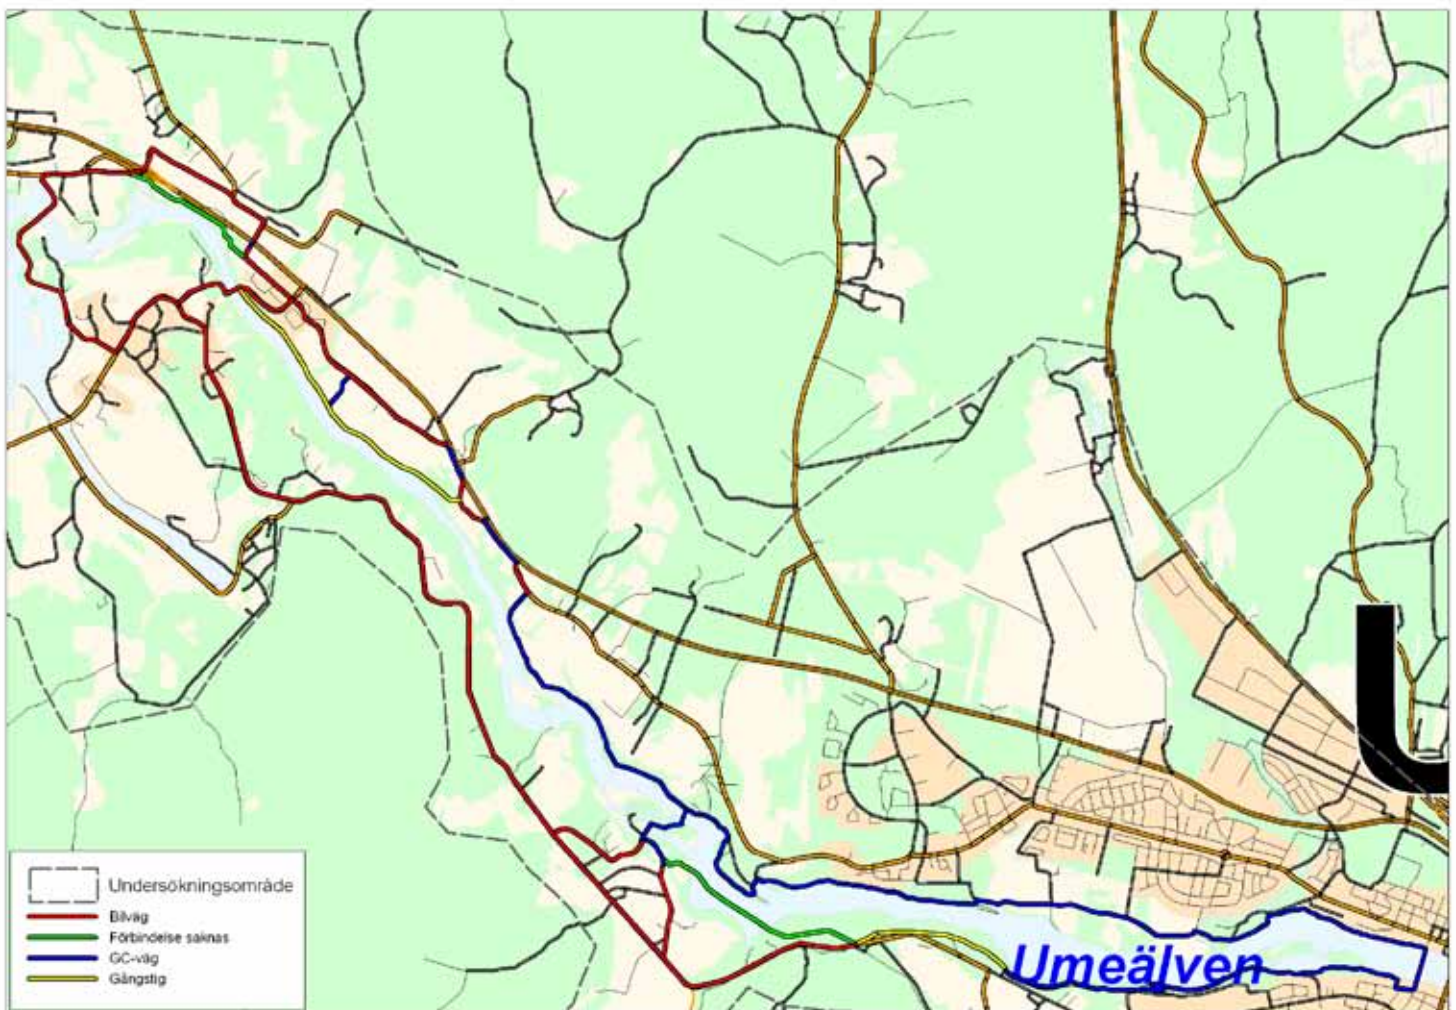 U
Undersökningsområde
Bilväg
Förbindelse saknas
GC-väg
Gångstig
Umeälven